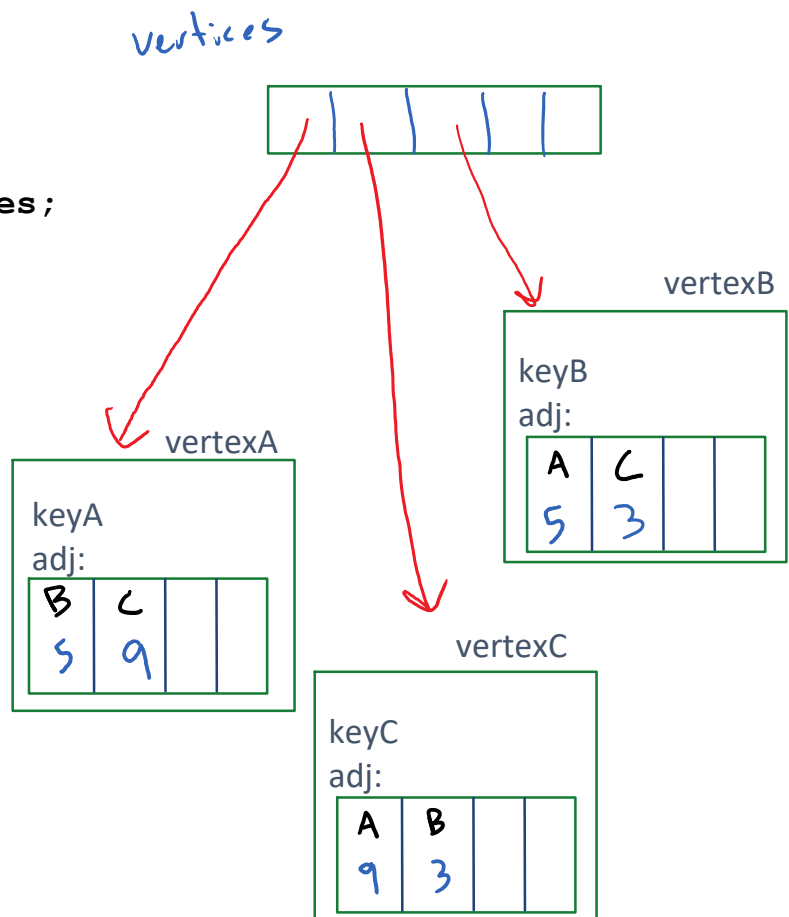 vertices
es;
vertexB
keyB
adj:
A C
5 3
vertexA
keyA
adj:
B C
5 9
vertexC
keyC
adj:
A B
9 3